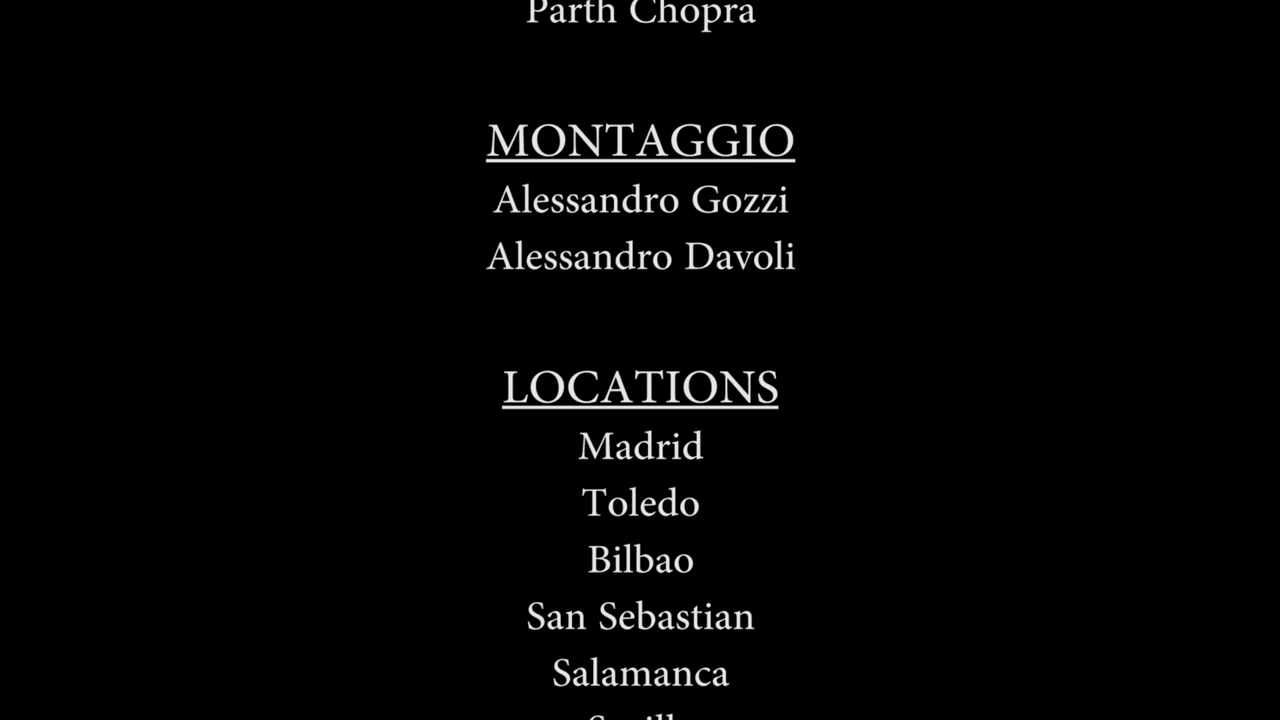 Parth Chopra
MONTAGGIO
Alessandro Gozzi
Alessandro Davoli
LOCATIONS
Madrid
Toledo
Bilbao
San Sebastian
Salamanca